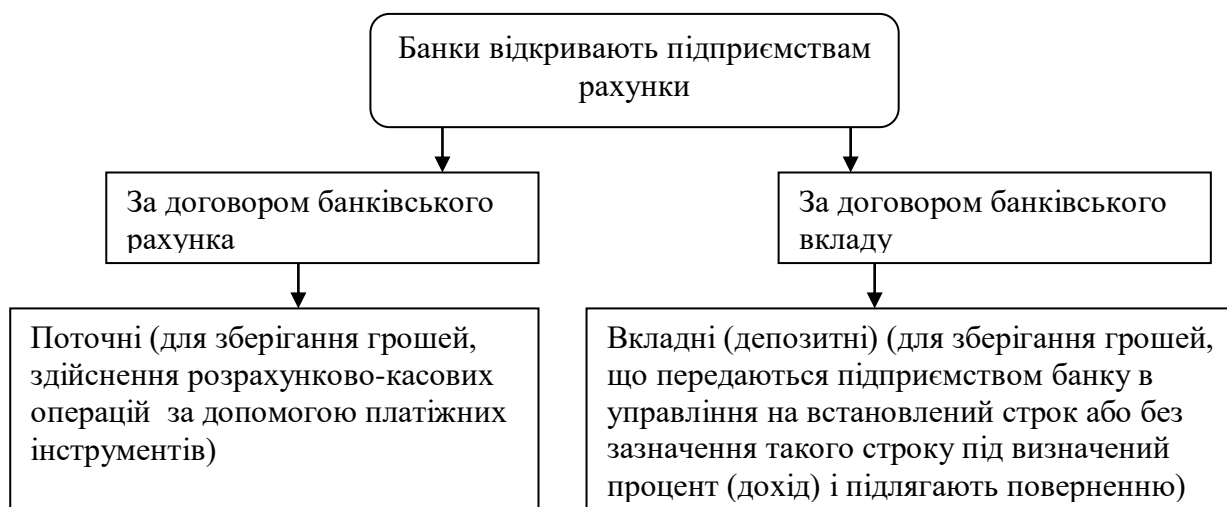 Банки відкривають підприємствам
рахунки
За договором банківського
рахунка
За договором банківського
вкладу
Поточні (для зберігання грошей,
здійснення розрахунково-касових
операцій за допомогою платіжних
інструментів)
Вкладні (депозитні) (для зберігання грошей,
що передаються підприємством банку в
управління на встановлений строк або без
зазначення такого строку під визначений
процент (дохід) і підлягають поверненню)